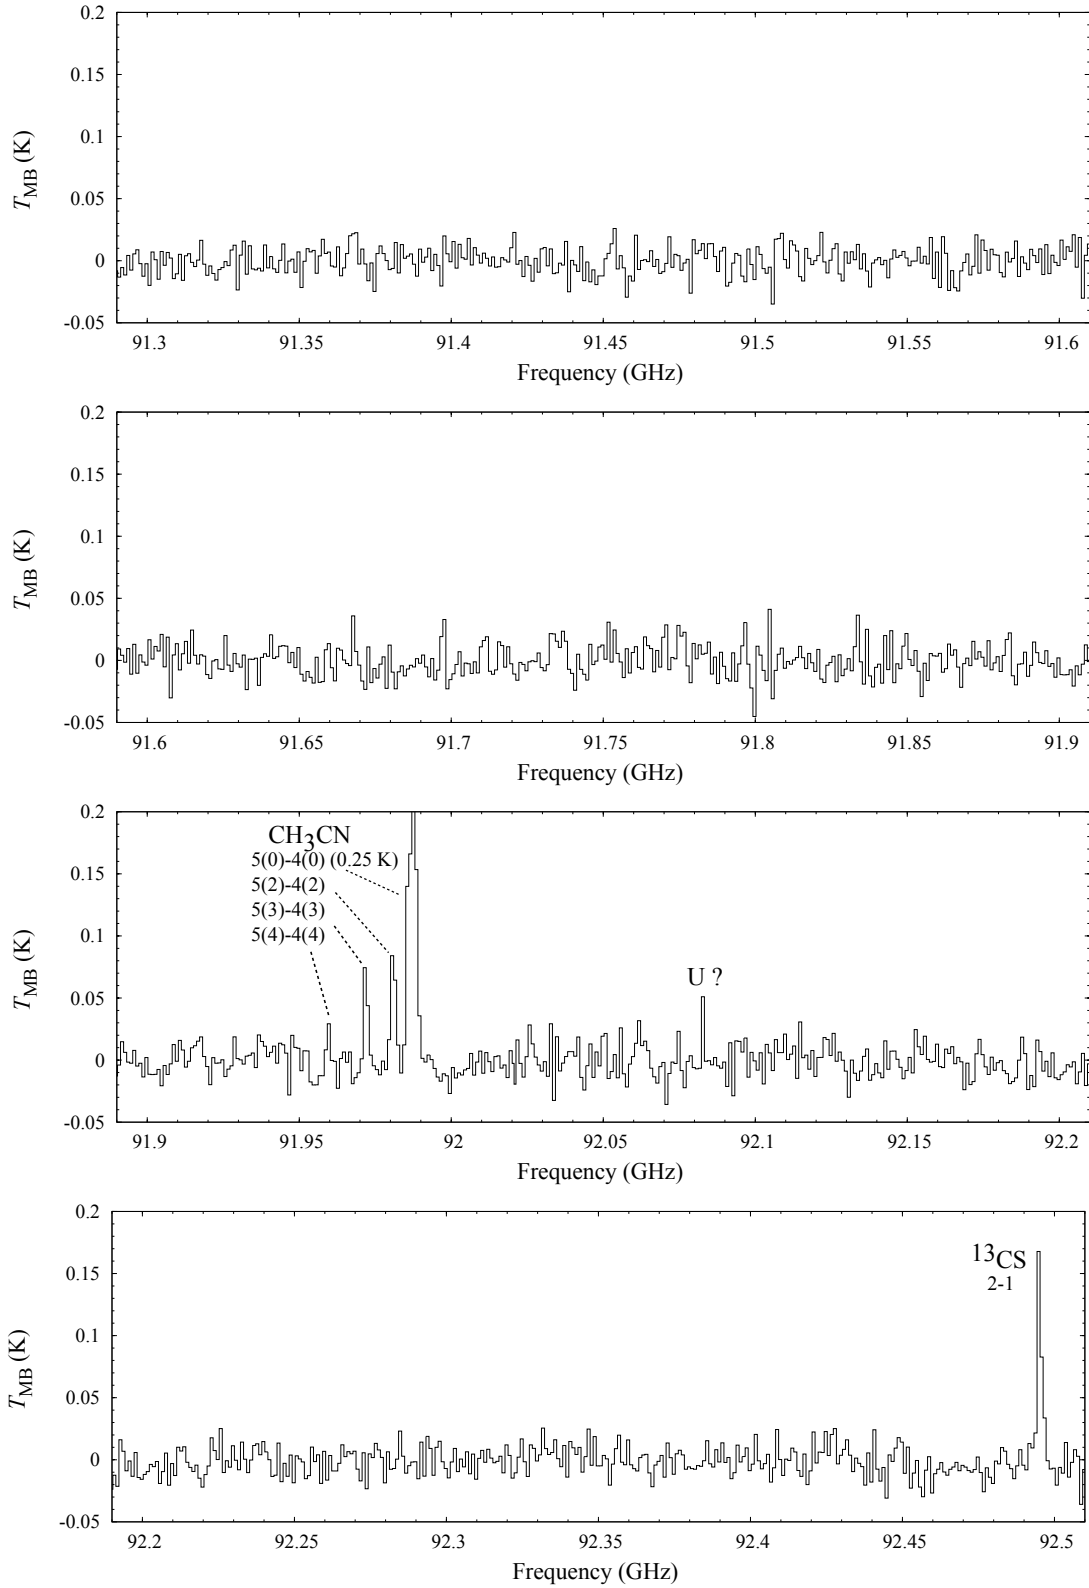 0.2
0.15
0.1
0.05
0
-0.05
T_MB (K)
91.3 91.35 91.4 91.45 91.5 91.55 91.6
Frequency (GHz)
0.2
0.15
0.1
0.05
0
-0.05
T_MB (K)
91.6 91.65 91.7 91.75 91.8 91.85 91.9
Frequency (GHz)
0.2
0.15
0.1
0.05
0
-0.05
T_MB (K)
CH3CN
5(0)-4(0) (0.25 K)
5(2)-4(2)
5(3)-4(3)
5(4)-4(4)
U ?
91.9 91.95 92 92.05 92.1 92.15 92.2
Frequency (GHz)
0.2
0.15
0.1
0.05
0
-0.05
T_MB (K)
13CS
2-1
92.2 92.25 92.3 92.35 92.4 92.45 92.5
Frequency (GHz)